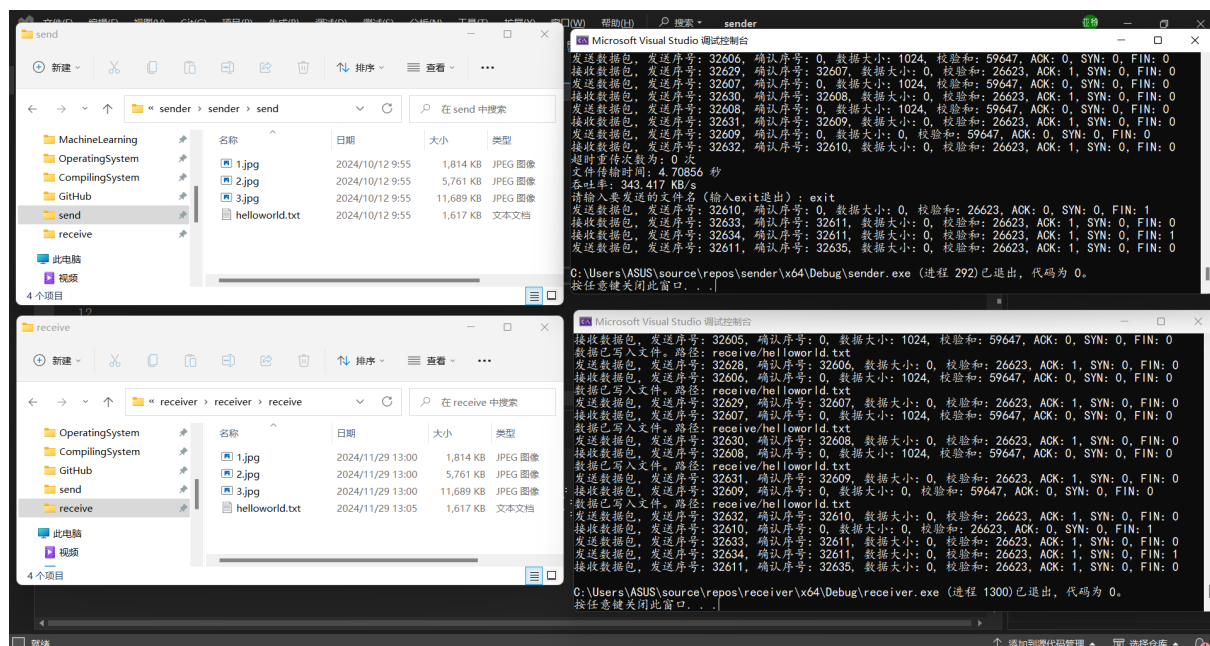 文件(F) 编辑(E) 视图(V) Git(G) 项目(P) 生成(B) 调试(D) 测试(S) 分析(N) 工具(T) 扩展(X) 窗口(W) 帮助(H) 搜索 sender
send
新建 排序 查看 ...
« sender › sender › send 在 send 中搜索
名称 日期 大小 类型
MachineLearning
OperatingSystem
CompilingSystem
GitHub
send
receive
此电脑
视频
1.jpg 2024/10/12 9:55 1,814 KB JPEG 图像
2.jpg 2024/10/12 9:55 5,761 KB JPEG 图像
3.jpg 2024/10/12 9:55 11,689 KB JPEG 图像
helloworld.txt 2024/10/12 9:55 1,617 KB 文本文档
4 个项目
Microsoft Visual Studio 调试控制台
发送数据包, 发送序号: 32606, 确认序号: 0, 数据大小: 1024, 校验和: 59647, ACK: 0, SYN: 0, FIN: 0
接收数据包, 发送序号: 32629, 确认序号: 32607, 数据大小: 0, 校验和: 26623, ACK: 1, SYN: 0, FIN: 0
发送数据包, 发送序号: 32607, 确认序号: 0, 数据大小: 1024, 校验和: 59647, ACK: 0, SYN: 0, FIN: 0
接收数据包, 发送序号: 32630, 确认序号: 32608, 数据大小: 0, 校验和: 26623, ACK: 1, SYN: 0, FIN: 0
发送数据包, 发送序号: 32608, 确认序号: 0, 数据大小: 1024, 校验和: 59647, ACK: 0, SYN: 0, FIN: 0
接收数据包, 发送序号: 32631, 确认序号: 32609, 数据大小: 0, 校验和: 26623, ACK: 1, SYN: 0, FIN: 0
发送数据包, 发送序号: 32609, 确认序号: 0, 数据大小: 0, 校验和: 59647, ACK: 0, SYN: 0, FIN: 0
接收数据包, 发送序号: 32632, 确认序号: 32610, 数据大小: 0, 校验和: 26623, ACK: 1, SYN: 0, FIN: 0
超时重传次数为: 0 次
文件传输时间: 4.70856 秒
吞吐率: 343.417 KB/s
请输入要发送的文件名 (输入exit退出) : exit
发送数据包, 发送序号: 32610, 确认序号: 0, 数据大小: 0, 校验和: 26623, ACK: 0, SYN: 0, FIN: 1
接收数据包, 发送序号: 32633, 确认序号: 32611, 数据大小: 0, 校验和: 26623, ACK: 1, SYN: 0, FIN: 0
接收数据包, 发送序号: 32634, 确认序号: 32611, 数据大小: 0, 校验和: 26623, ACK: 1, SYN: 0, FIN: 1
发送数据包, 发送序号: 32611, 确认序号: 32635, 数据大小: 0, 校验和: 26623, ACK: 1, SYN: 0, FIN: 0
C:\Users\ASUS\source\repos\sender\x64\Debug\sender.exe (进程 292)已退出, 代码为 0。
按任意键关闭此窗口. . .
12
receive
新建 排序 查看 ...
« receiver › receiver › receive 在 receive 中搜索
名称 日期 大小 类型
OperatingSystem
CompilingSystem
GitHub
send
receive
此电脑
视频
1.jpg 2024/11/29 13:00 1,814 KB JPEG 图像
2.jpg 2024/11/29 13:00 5,761 KB JPEG 图像
3.jpg 2024/11/29 13:00 11,689 KB JPEG 图像
helloworld.txt 2024/11/29 13:05 1,617 KB 文本文档
4 个项目
Microsoft Visual Studio 调试控制台
接收数据包, 发送序号: 32605, 确认序号: 0, 数据大小: 1024, 校验和: 59647, ACK: 0, SYN: 0, FIN: 0
数据已写入文件。路径: receive/helloworld.txt
发送数据包, 发送序号: 32628, 确认序号: 32606, 数据大小: 0, 校验和: 26623, ACK: 1, SYN: 0, FIN: 0
接收数据包, 发送序号: 32606, 确认序号: 0, 数据大小: 1024, 校验和: 59647, ACK: 0, SYN: 0, FIN: 0
数据已写入文件。路径: receive/helloworld.txt
发送数据包, 发送序号: 32629, 确认序号: 32607, 数据大小: 0, 校验和: 26623, ACK: 1, SYN: 0, FIN: 0
接收数据包, 发送序号: 32607, 确认序号: 0, 数据大小: 1024, 校验和: 59647, ACK: 0, SYN: 0, FIN: 0
数据已写入文件。路径: receive/helloworld.txt
发送数据包, 发送序号: 32630, 确认序号: 32608, 数据大小: 0, 校验和: 26623, ACK: 1, SYN: 0, FIN: 0
接收数据包, 发送序号: 32608, 确认序号: 0, 数据大小: 1024, 校验和: 59647, ACK: 0, SYN: 0, FIN: 0
数据已写入文件。路径: receive/helloworld.txt
发送数据包, 发送序号: 32631, 确认序号: 32609, 数据大小: 0, 校验和: 26623, ACK: 1, SYN: 0, FIN: 0
接收数据包, 发送序号: 32609, 确认序号: 0, 数据大小: 0, 校验和: 59647, ACK: 0, SYN: 0, FIN: 0
数据已写入文件。路径: receive/helloworld.txt
发送数据包, 发送序号: 32632, 确认序号: 32610, 数据大小: 0, 校验和: 26623, ACK: 1, SYN: 0, FIN: 0
接收数据包, 发送序号: 32610, 确认序号: 0, 数据大小: 0, 校验和: 26623, ACK: 0, SYN: 0, FIN: 1
发送数据包, 发送序号: 32633, 确认序号: 32611, 数据大小: 0, 校验和: 26623, ACK: 1, SYN: 0, FIN: 0
发送数据包, 发送序号: 32634, 确认序号: 32611, 数据大小: 0, 校验和: 26623, ACK: 1, SYN: 0, FIN: 1
接收数据包, 发送序号: 32611, 确认序号: 32635, 数据大小: 0, 校验和: 26623, ACK: 1, SYN: 0, FIN: 0
C:\Users\ASUS\source\repos\receiver\x64\Debug\receiver.exe (进程 1300)已退出, 代码为 0。
按任意键关闭此窗口. . .
就绪 添加到源代码管理 选择仓库